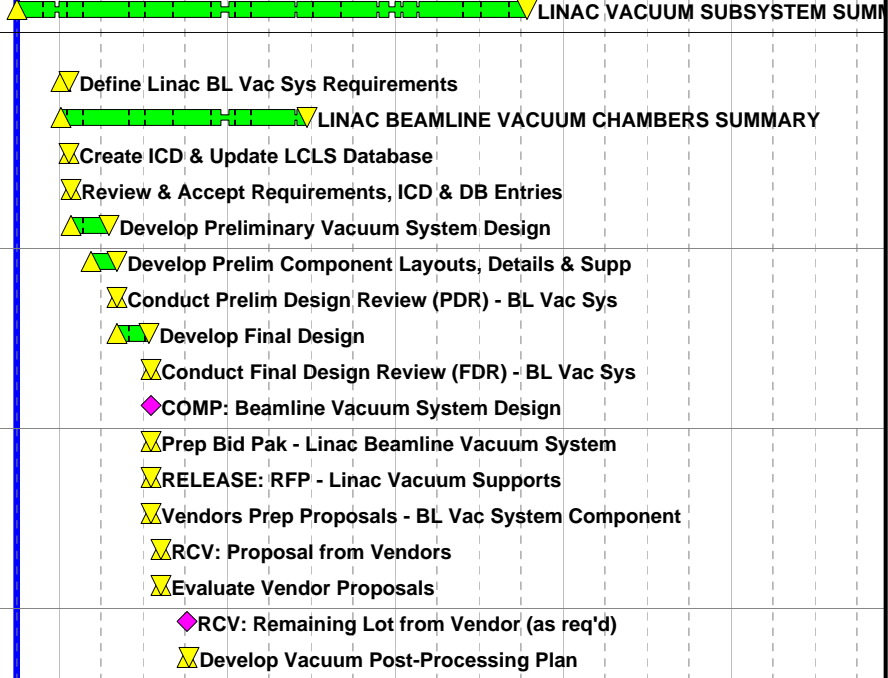 LINAC VACUUM SUBSYSTEM SUMM
Define Linac BL Vac Sys Requirements
LINAC BEAMLINE VACUUM CHAMBERS SUMMARY
Create ICD & Update LCLS Database
Review & Accept Requirements, ICD & DB Entries
Develop Preliminary Vacuum System Design
Develop Prelim Component Layouts, Details & Supp
Conduct Prelim Design Review (PDR) - BL Vac Sys
Develop Final Design
Conduct Final Design Review (FDR) - BL Vac Sys
COMP: Beamline Vacuum System Design
Prep Bid Pak - Linac Beamline Vacuum System
RELEASE: RFP - Linac Vacuum Supports
Vendors Prep Proposals - BL Vac System Component
RCV: Proposal from Vendors
Evaluate Vendor Proposals
RCV: Remaining Lot from Vendor (as req'd)
Develop Vacuum Post-Processing Plan